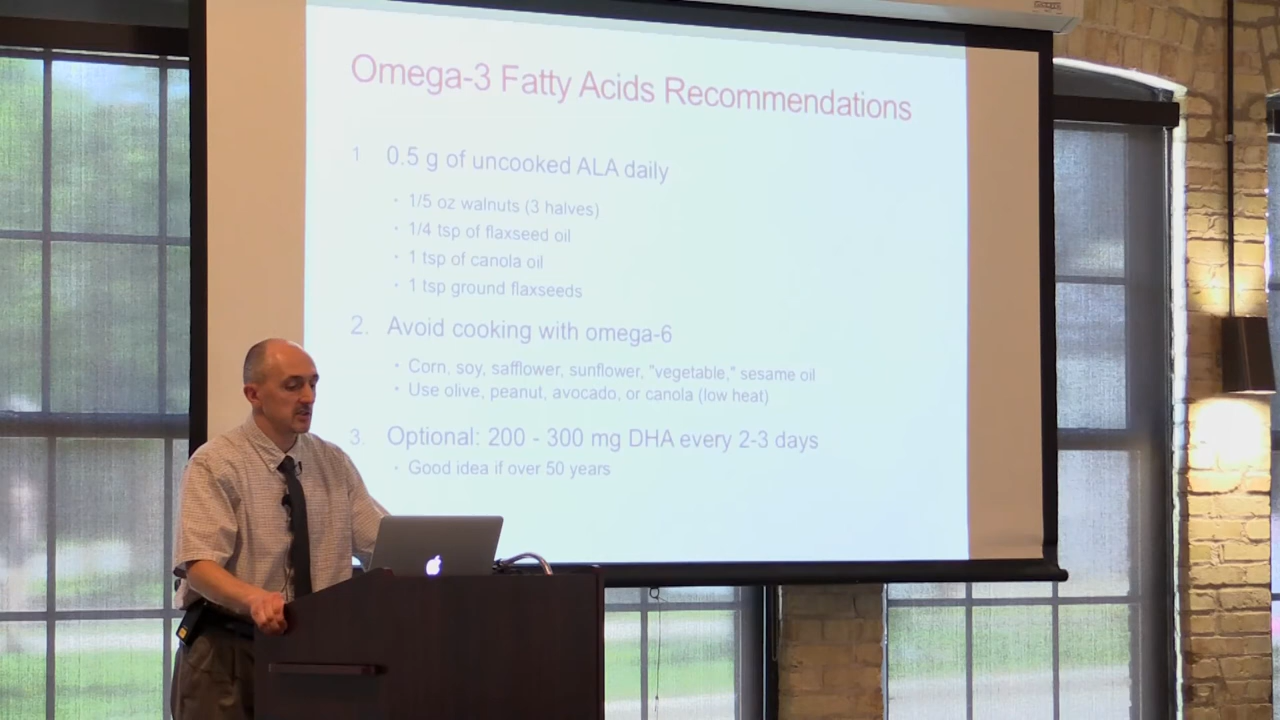 Omega-3 Fatty Acids Recommendations
1 0.5 g of uncooked ALA daily
• 1/5 oz walnuts (3 halves)
• 1/4 tsp of flaxseed oil
• 1 tsp of canola oil
• 1 tsp ground flaxseeds
2. Avoid cooking with omega-6
• Corn, soy, safflower, sunflower, "vegetable," sesame oil
• Use olive, peanut, avocado, or canola (low heat)
3. Optional: 200 - 300 mg DHA every 2-3 days
• Good idea if over 50 years